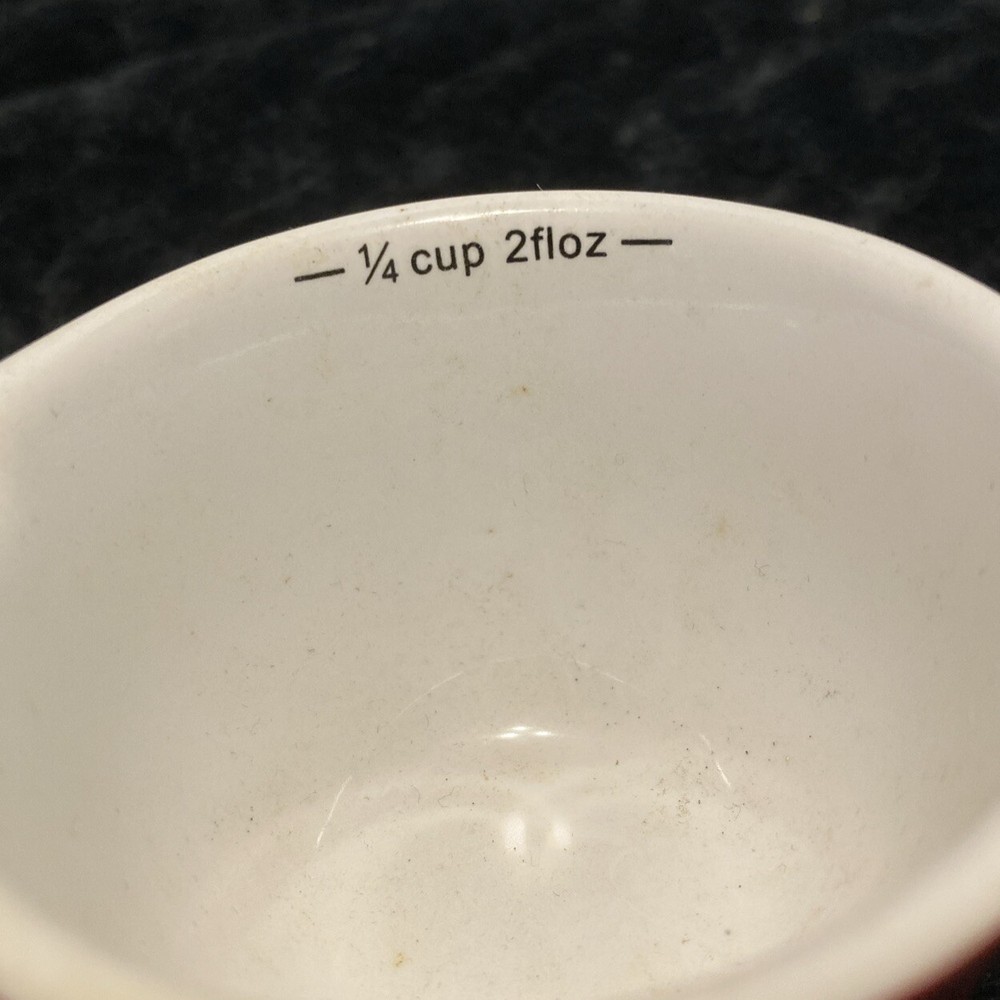 — ¼ cup 2floz —